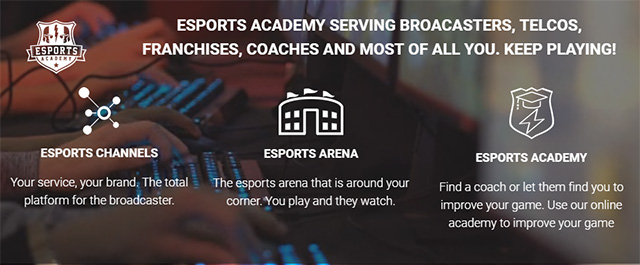 ESPORTS ACADEMY SERVING BROACASTERS, TELCOS,
FRANCHISES, COACHES AND MOST OF ALL YOU. KEEP PLAYING!
ESPORTS
ACADEMY
ESPORTS CHANNELS
Your service, your brand. The total
platform for the broadcaster.
ESPORTS ARENA
The esports arena that is around your
corner. You play and they watch.
ESPORTS ACADEMY
Find a coach or let them find you to
improve your game. Use our online
academy to improve your game